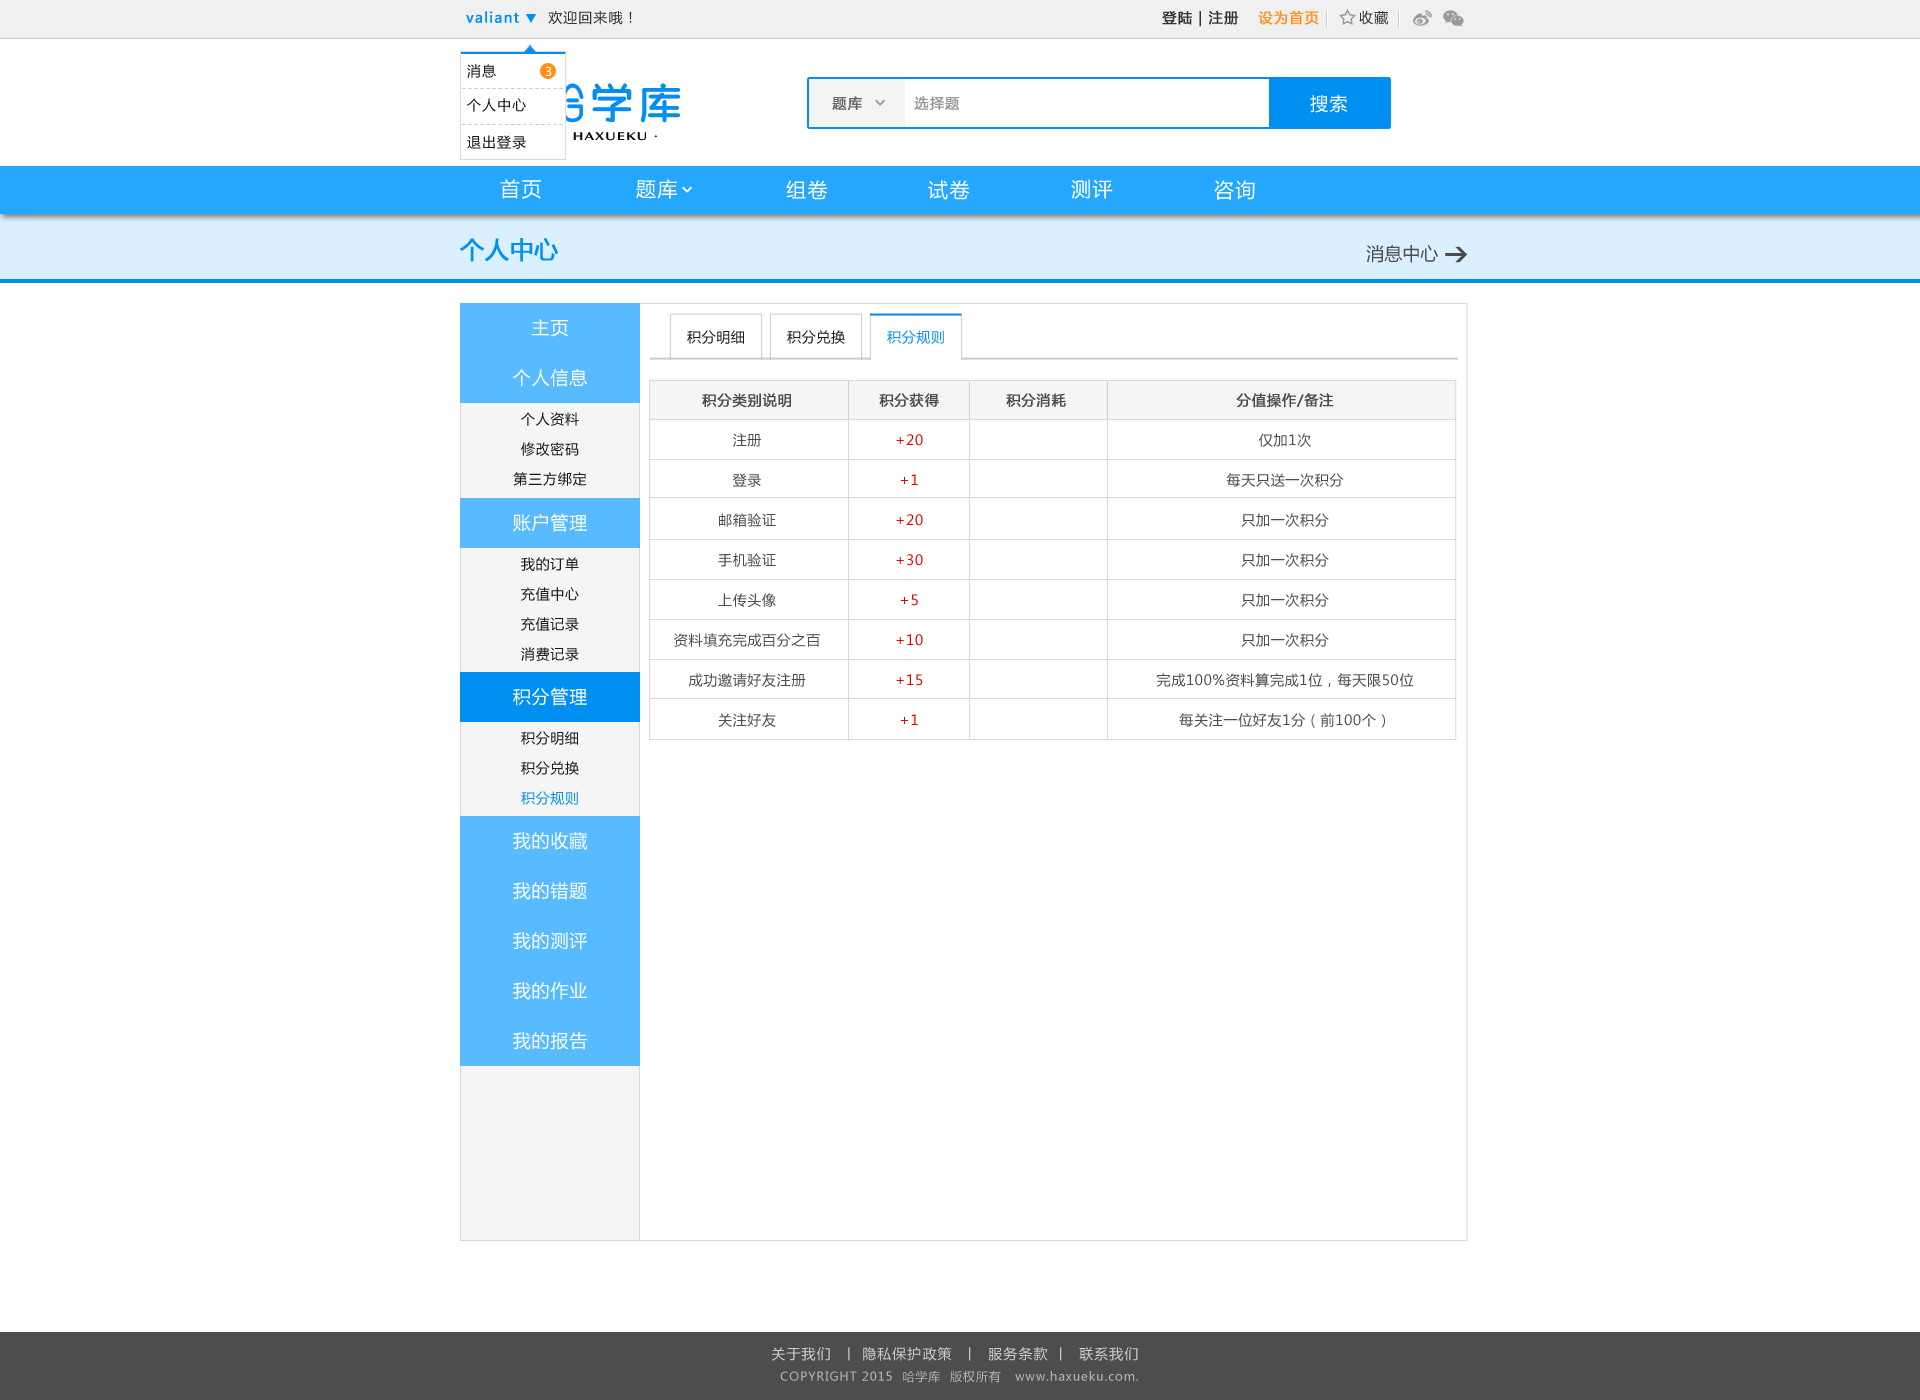 valiant ▼ 欢迎回来哦！
登陆 | 注册 设为首页 收藏
消息 3
个人中心
退出登录
哈学库
HAXUEKU ·
题库 选择题 搜索
首页 题库 组卷 试卷 测评 咨询
个人中心
消息中心
主页
个人信息
个人资料
修改密码
第三方绑定
账户管理
我的订单
充值中心
充值记录
消费记录
积分管理
积分明细
积分兑换
积分规则
我的收藏
我的错题
我的测评
我的作业
我的报告
积分明细 积分兑换 积分规则
积分类别说明 积分获得 积分消耗 分值操作/备注
注册 +20 仅加1次
登录 +1 每天只送一次积分
邮箱验证 +20 只加一次积分
手机验证 +30 只加一次积分
上传头像 +5 只加一次积分
资料填充完成百分之百 +10 只加一次积分
成功邀请好友注册 +15 完成100%资料算完成1位，每天限50位
关注好友 +1 每关注一位好友1分（前100个）
关于我们 | 隐私保护政策 | 服务条款 | 联系我们
COPYRIGHT 2015 哈学库 版权所有 www.haxueku.com.